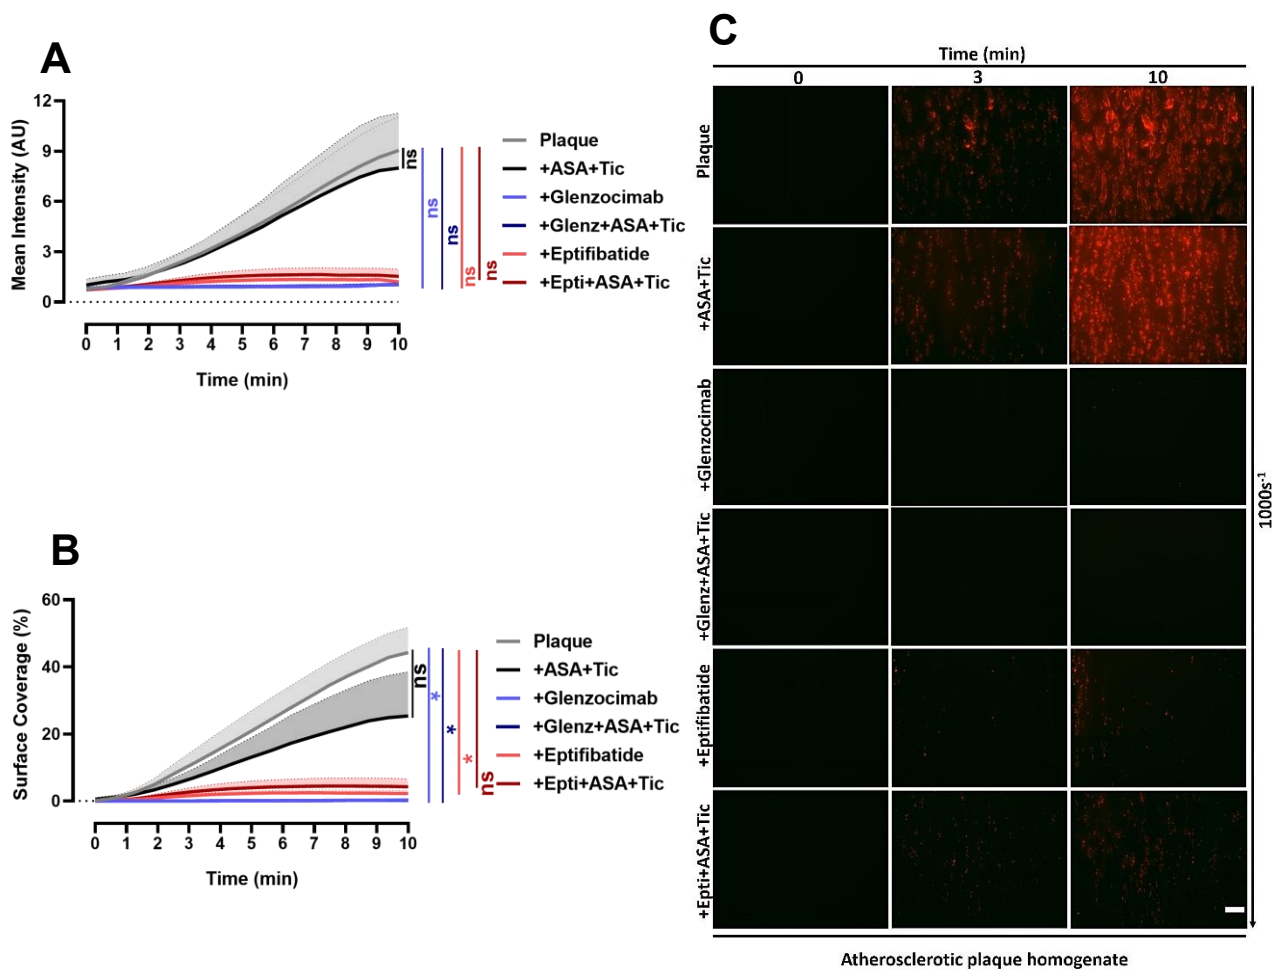 A
Mean Intensity (AU)
12
9
6
3
0
0 1 2 3 4 5 6 7 8 9 10
Time (min)
ns
ns
ns
ns
ns
Plaque
+ASA+Tic
+Glenzocimab
+Glenz+ASA+Tic
+Eptifibatide
+Epti+ASA+Tic
B
Surface Coverage (%)
60
40
20
0
0 1 2 3 4 5 6 7 8 9 10
Time (min)
ns
*
*
*
ns
Plaque
+ASA+Tic
+Glenzocimab
+Glenz+ASA+Tic
+Eptifibatide
+Epti+ASA+Tic
C
Time (min)
0 3 10
Plaque
+ASA+Tic
+Glenzocimab
+Glenz+ASA+Tic
+Eptifibatide
+Epti+ASA+Tic
1000s⁻¹
Atherosclerotic plaque homogenate